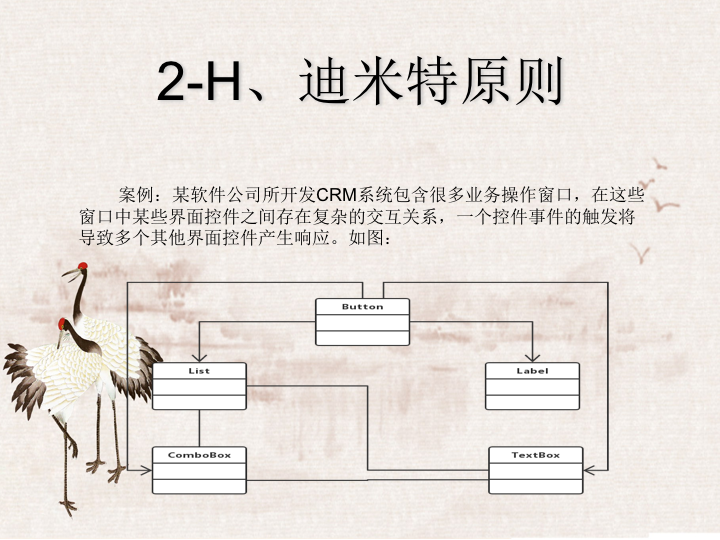 2-H、迪米特原则
案例：某软件公司所开发CRM系统包含很多业务操作窗口，在这些
窗口中某些界面控件之间存在复杂的交互关系，一个控件事件的触发将
导致多个其他界面控件产生响应。如图：
Button
List
Label
ComboBox
TextBox